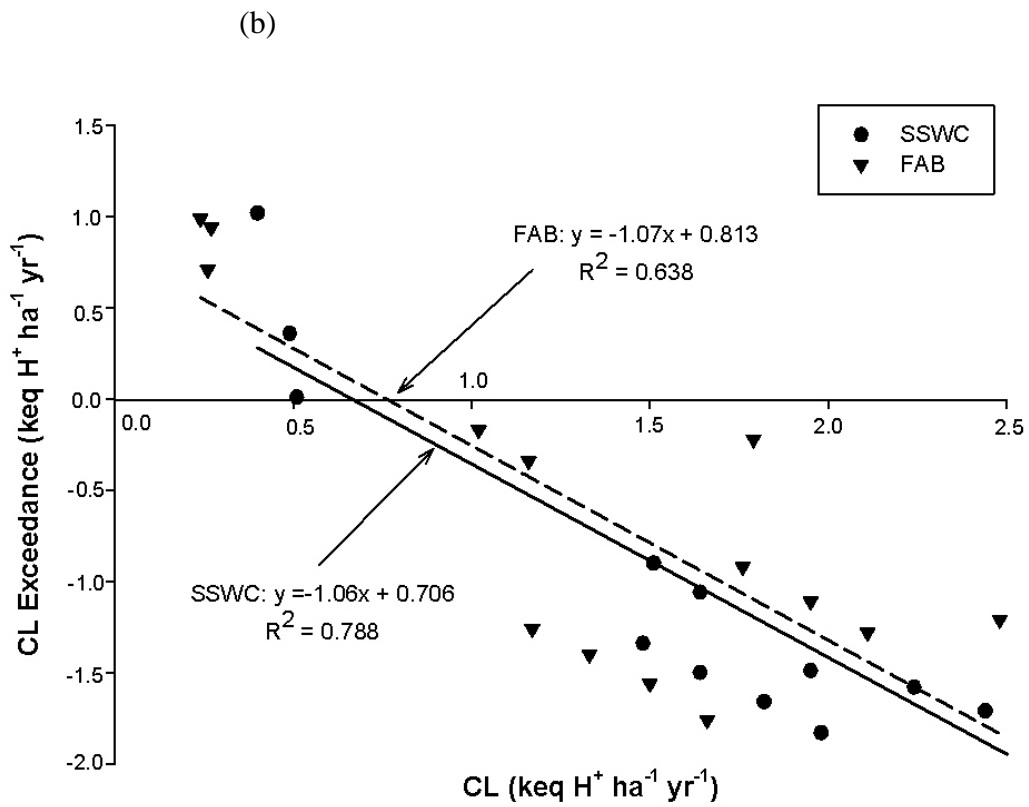 (b)
SSWC
FAB
1.5
1.0
0.5
0.0
-0.5
-1.0
-1.5
-2.0
CL Exceedance (keq H⁺ ha⁻¹ yr⁻¹)
FAB: y = -1.07x + 0.813
R² = 0.638
SSWC: y =-1.06x + 0.706
R² = 0.788
0.0 0.5 1.0 1.5 2.0 2.5
CL (keq H⁺ ha⁻¹ yr⁻¹)